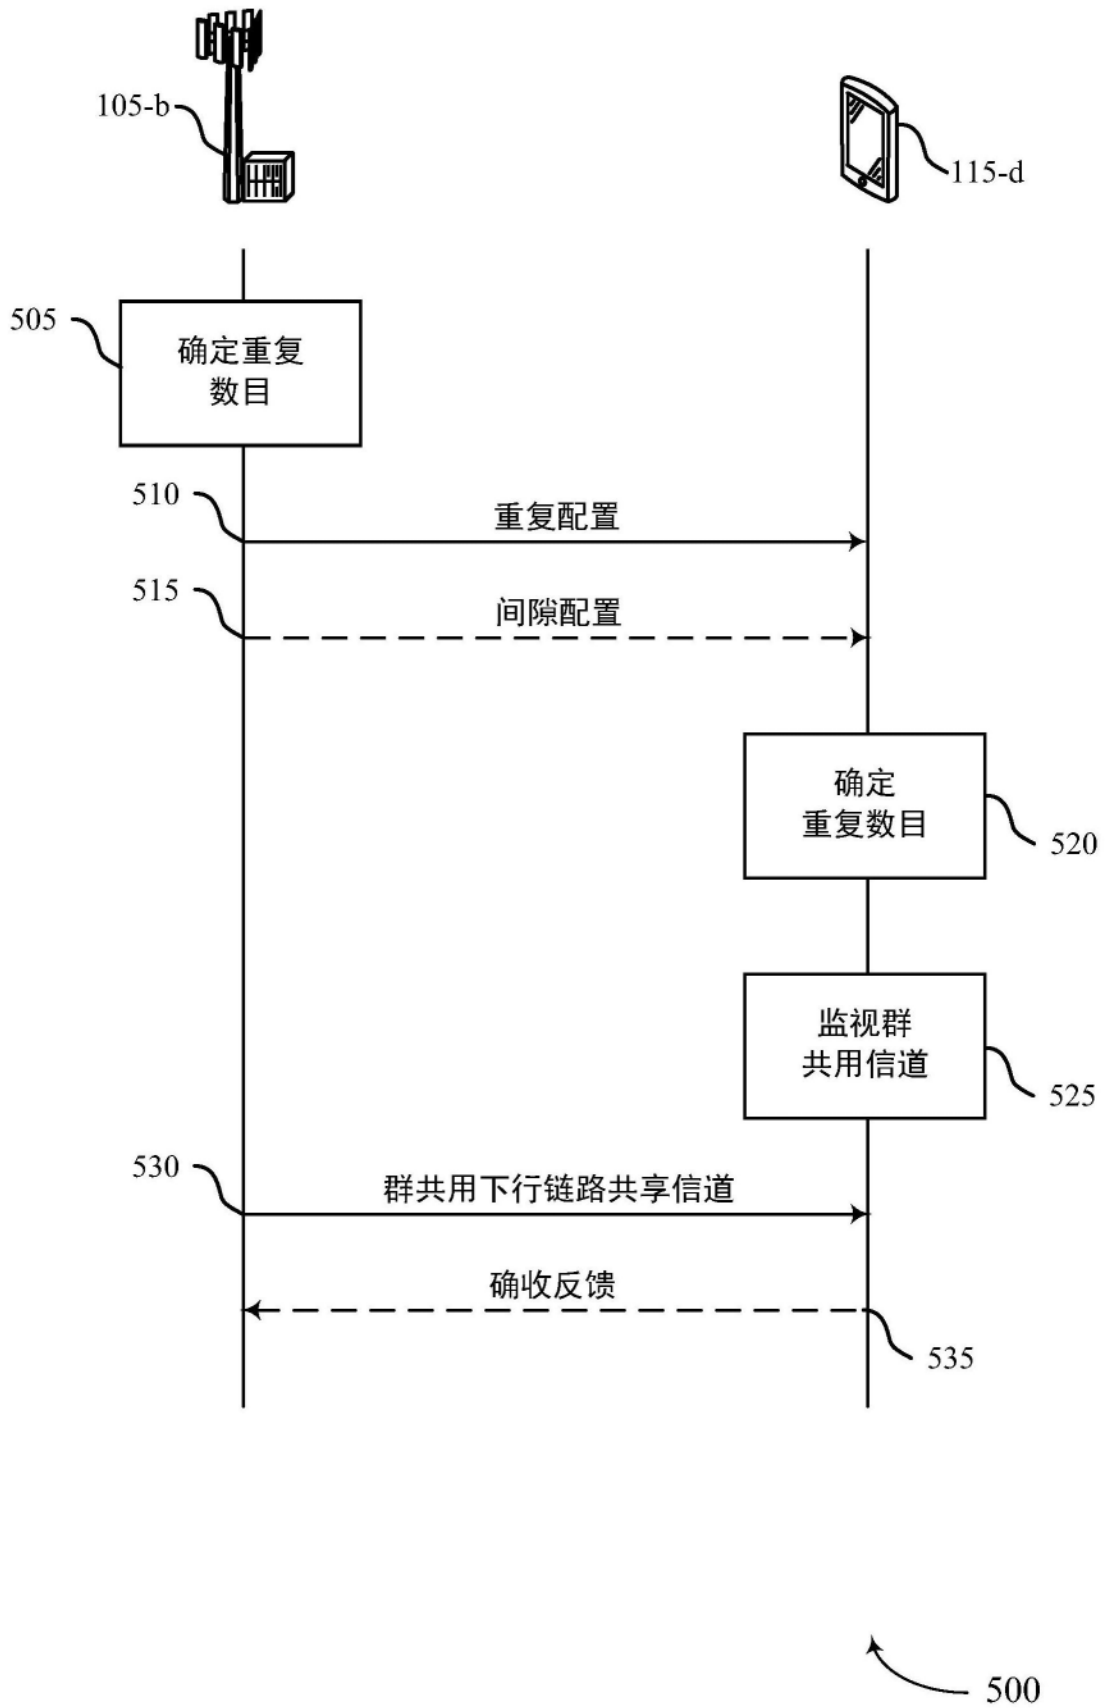 105-b
115-d
505
确定重复
数目
510
重复配置
515
间隙配置
确定
重复数目
520
监视群
共用信道
525
530
群共用下行链路共享信道
确收反馈
535
500